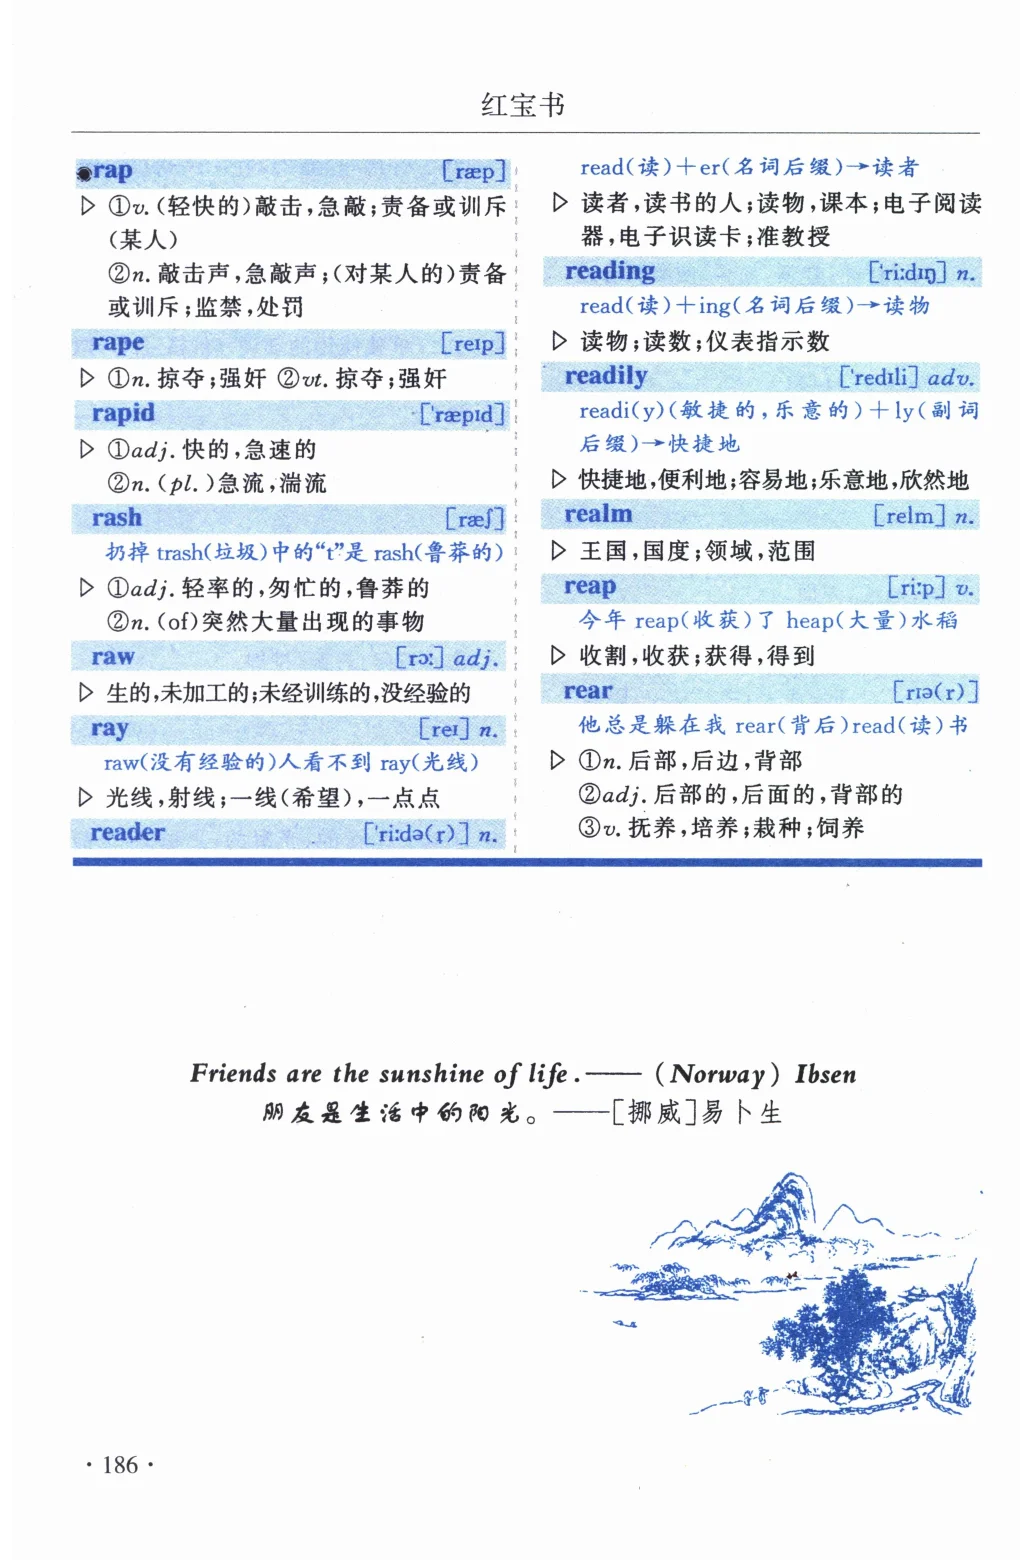 红宝书
rap [ræp]
▷ ①v.(轻快的)敲击,急敲;责备或训斥
(某人)
②n.敲击声,急敲声;(对某人的)责备
或训斥;监禁,处罚
rape [reɪp]
▷ ①n.掠夺;强奸 ②vt.掠夺;强奸
rapid [ˈræpɪd]
▷ ①adj.快的,急速的
②n.(pl.)急流,湍流
rash [ræʃ]
扔掉 trash(垃圾)中的“t”是 rash(鲁莽的)
▷ ①adj.轻率的,匆忙的,鲁莽的
②n.(of)突然大量出现的事物
raw [rɔː] adj.
▷ 生的,未加工的;未经训练的,没经验的
ray [reɪ] n.
raw(没有经验的)人看不到 ray(光线)
▷ 光线,射线;一线(希望),一点点
reader [ˈriːdə(r)] n.
read(读)+er(名词后缀)→读者
▷ 读者,读书的人;读物,课本;电子阅读
器,电子识读卡;准教授
reading [ˈriːdɪŋ] n.
read(读)+ing(名词后缀)→读物
▷ 读物;读数;仪表指示数
readily [ˈredɪli] adv.
readi(y)(敏捷的,乐意的)+ly(副词
后缀)→快捷地
▷ 快捷地,便利地;容易地;乐意地,欣然地
realm [relm] n.
▷ 王国,国度;领域,范围
reap [riːp] v.
今年 reap(收获)了 heap(大量)水稻
▷ 收割,收获;获得,得到
rear [rɪə(r)]
他总是躲在我 rear(背后)read(读)书
▷ ①n.后部,后边,背部
②adj.后部的,后面的,背部的
③v.抚养,培养;栽种;饲养
Friends are the sunshine of life.——(Norway) Ibsen
朋友是生活中的阳光。——[挪威]易卜生
·186·